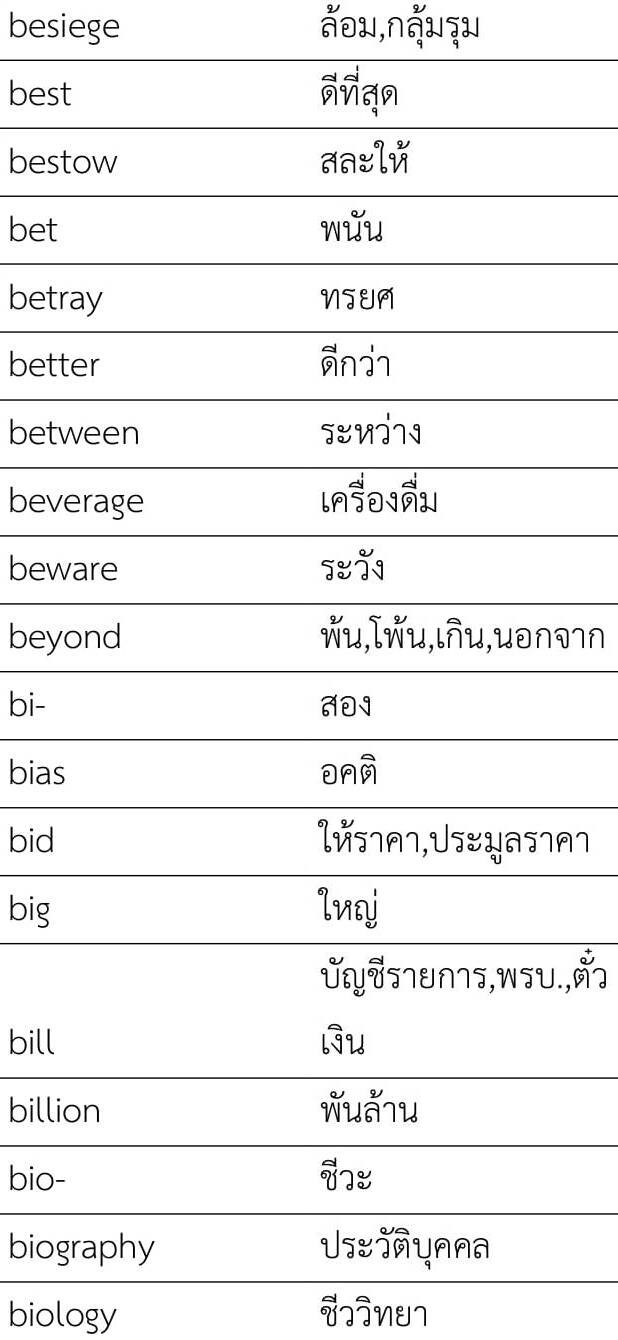 besiege ล้อม,กลุ้มรุม
best ดีที่สุด
bestow สละให้
bet พนัน
betray ทรยศ
better ดีกว่า
between ระหว่าง
beverage เครื่องดื่ม
beware ระวัง
beyond พ้น,โพ้น,เกิน,นอกจาก
bi- สอง
bias อคติ
bid ให้ราคา,ประมูลราคา
big ใหญ่
บัญชีรายการ,พรบ.,ตั๋ว
bill เงิน
billion พันล้าน
bio- ชีวะ
biography ประวัติบุคคล
biology ชีววิทยา